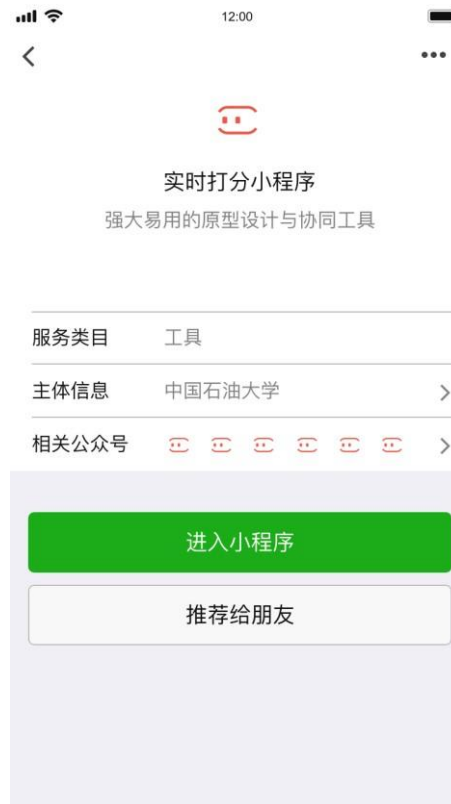 12:00
实时打分小程序
强大易用的原型设计与协同工具
服务类目 工具
主体信息 中国石油大学
相关公众号
进入小程序
推荐给朋友